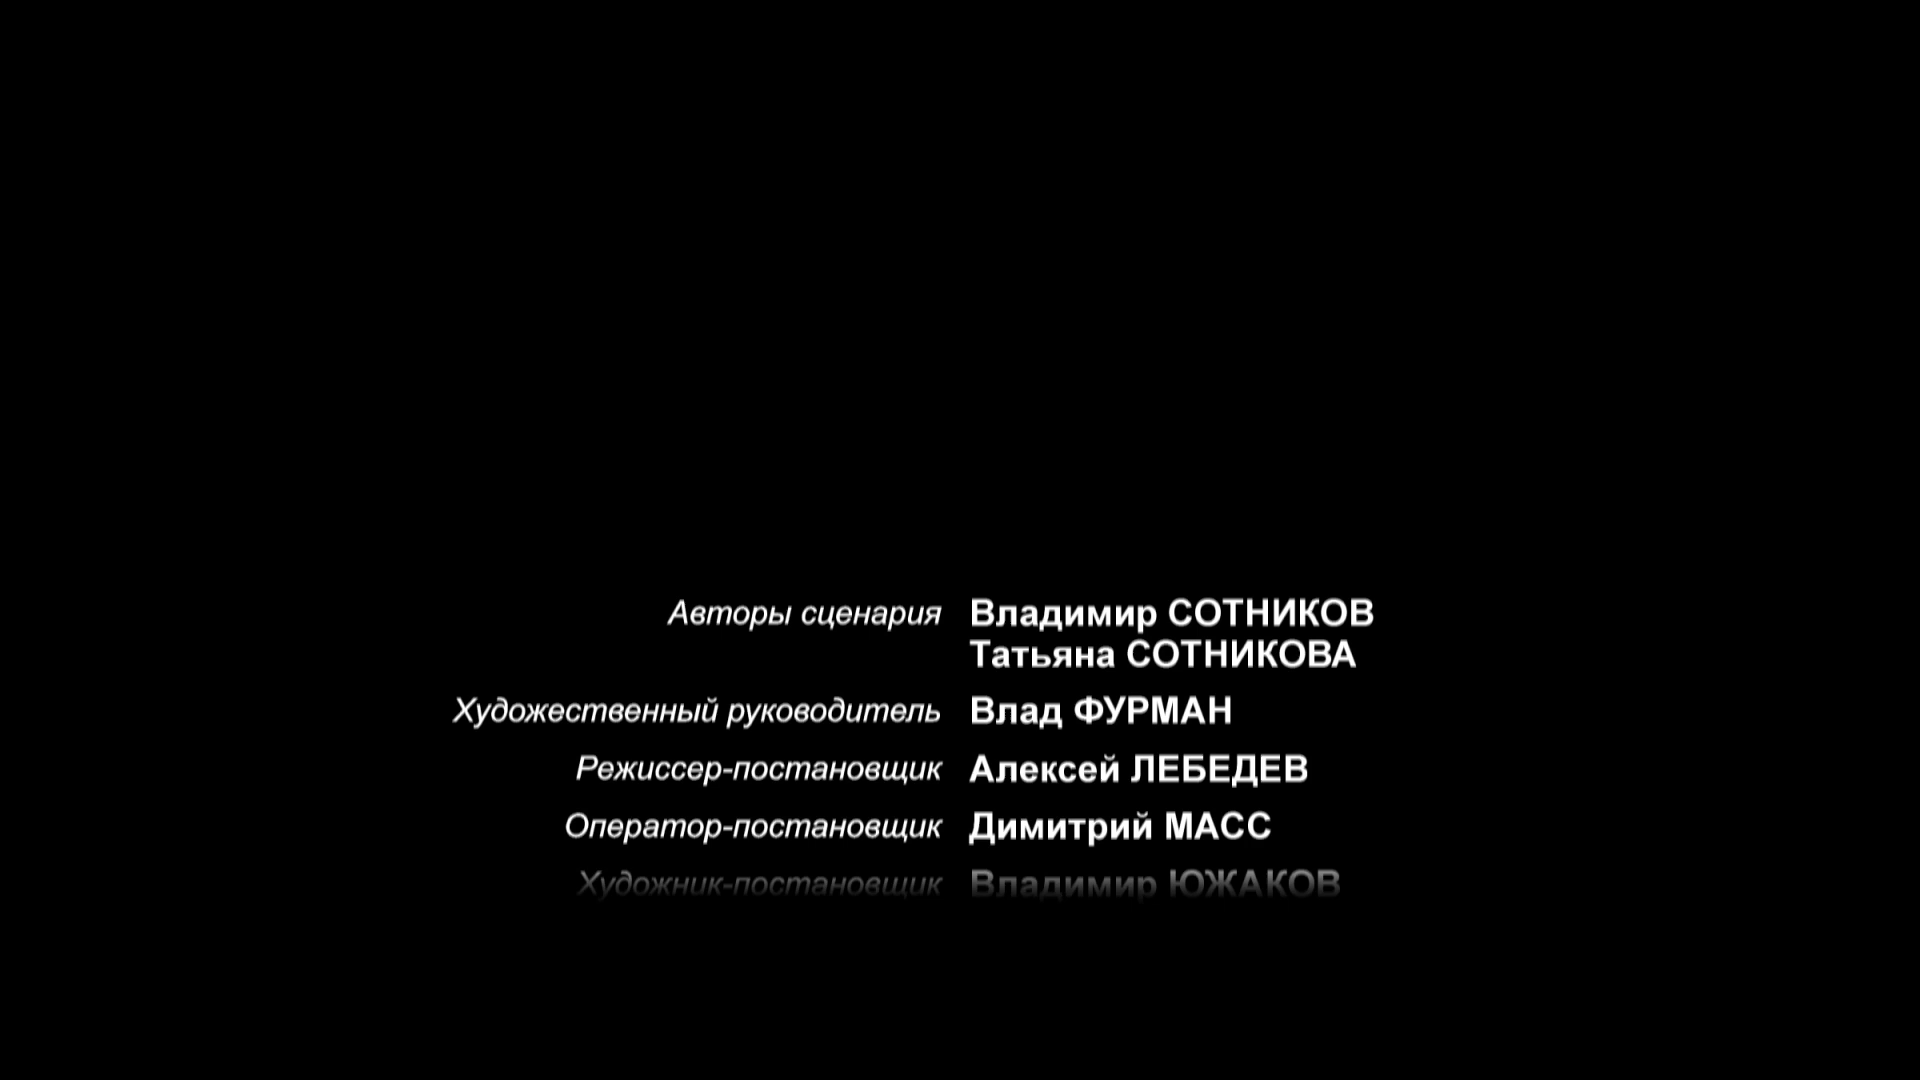 Авторы сценария Владимир СОТНИКОВ
Татьяна СОТНИКОВА
Художественный руководитель Влад ФУРМАН
Режиссер-постановщик Алексей ЛЕБЕДЕВ
Оператор-постановщик Димитрий МАСС
Художник-постановщик Владимир ЮЖАКОВ